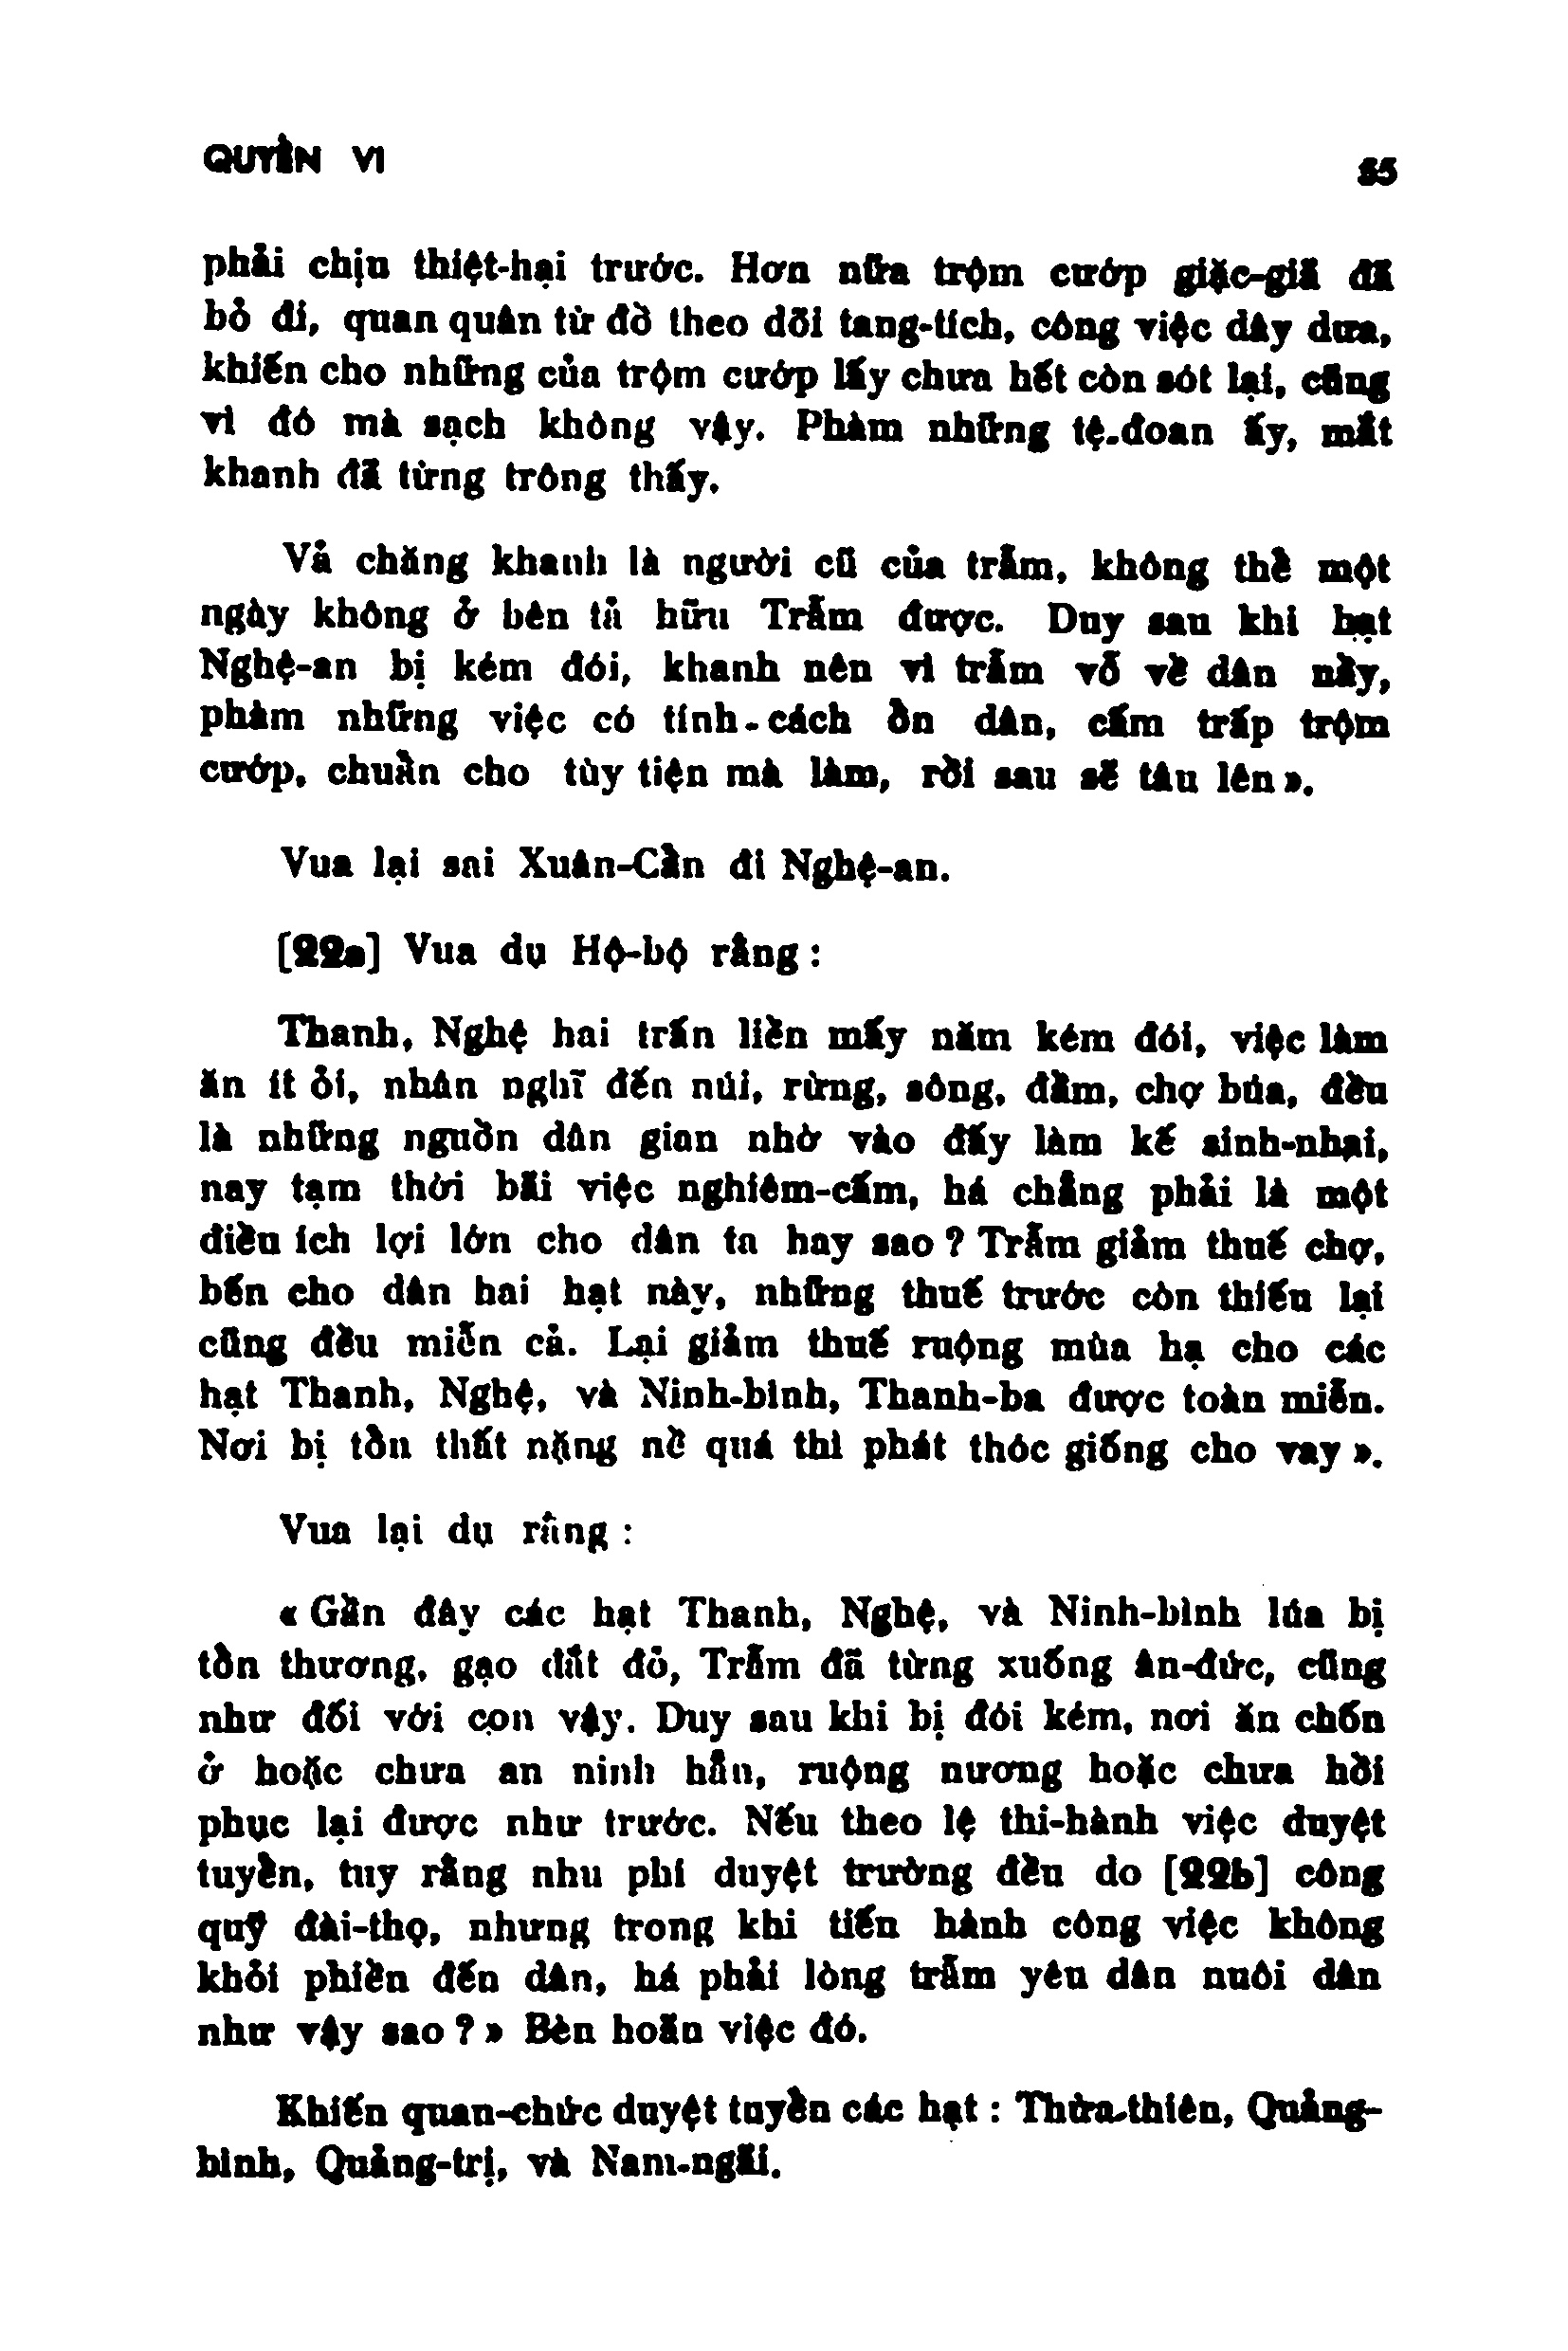 QUYỂN VI
55
phải chịu thiệt-hại trước. Hơn nữa trộm cướp giặc-giã đã
bỏ đi, quan quân từ đó theo dõi tang-tích, công việc dây dưa,
khiến cho những của trộm cướp lấy chưa hết còn sót lại, cũng
vì đó mà sạch không vậy. Phàm những tệ-đoan ấy, mắt
khanh đã từng trông thấy.
Vả chăng khanh là người cũ của trẫm, không thể một
ngày không ở bên tả hữu Trẫm được. Duy sau khi hạt
Nghệ-an bị kém đói, khanh nên vì trẫm vỗ về dân nầy,
phàm những việc có tính-cách ổn dân, cấm trấp trộm
cướp, chuẩn cho tùy tiện mà làm, rồi sau sẽ tâu lên ».
Vua lại sai Xuân-Cẩn đi Nghệ-an.
[22a] Vua dụ Hộ-bộ rằng :
Thanh, Nghệ hai trấn liền mấy năm kém đói, việc làm
ăn ít ỏi, nhân nghĩ đến núi, rừng, sông, đầm, chợ búa, đều
là những nguồn dân gian nhờ vào đấy làm kế sinh-nhai,
nay tạm thời bãi việc nghiêm-cấm, há chẳng phải là một
điều ích lợi lớn cho dân ta hay sao ? Trẫm giảm thuế chợ,
bến cho dân hai hạt này, những thuế trước còn thiếu lại
cũng đều miễn cả. Lại giảm thuế ruộng mùa hạ cho các
hạt Thanh, Nghệ, và Ninh-bình, Thanh-ba được toàn miễn.
Nơi bị tổn thất nặng nề quá thì phát thóc giống cho vay ».
Vua lại dụ rằng :
« Gần đây các hạt Thanh, Nghệ, và Ninh-bình lúa bị
tổn thương, gạo đắt đỏ, Trẫm đã từng xuống ân-đức, cũng
như đối với con vậy. Duy sau khi bị đói kém, nơi ăn chốn
ở hoặc chưa an ninh hẳn, ruộng nương hoặc chưa hồi
phục lại được như trước. Nếu theo lệ thi-hành việc duyệt
tuyển, tuy rằng nhu phí duyệt trường đều do [22b] công
quỹ đài-thọ, nhưng trong khi tiến hành công việc không
khỏi phiền đến dân, há phải lòng trẫm yêu dân nuôi dân
như vậy sao ? » Bèn hoãn việc đó.
Khiến quan-chức duyệt tuyển các hạt : Thừa-thiên, Quảng-
bình, Quảng-trị, và Nam-ngãi.